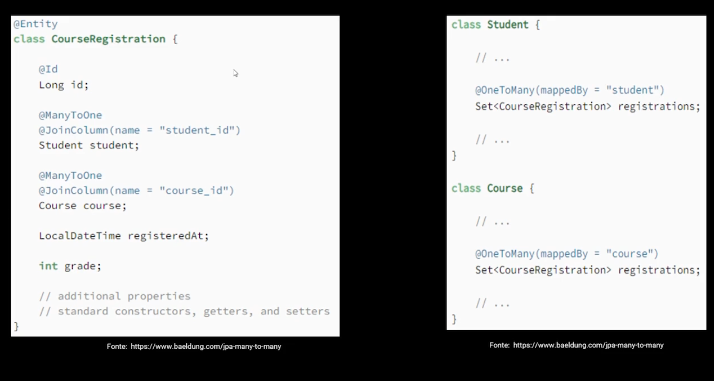 @Entity
class CourseRegistration {
@Id
Long id;
@ManyToOne
@JoinColumn(name = "student_id")
Student student;
@ManyToOne
@JoinColumn(name = "course_id")
Course course;
LocalDateTime registeredAt;
int grade;
// additional properties
// standard constructors, getters, and setters
}
Fonte: https://www.baeldung.com/jpa-many-to-many
class Student {
// ...
@OneToMany(mappedBy = "student")
Set<CourseRegistration> registrations;
// ...
}
class Course {
// ...
@OneToMany(mappedBy = "course")
Set<CourseRegistration> registrations;
// ...
}
Fonte: https://www.baeldung.com/jpa-many-to-many